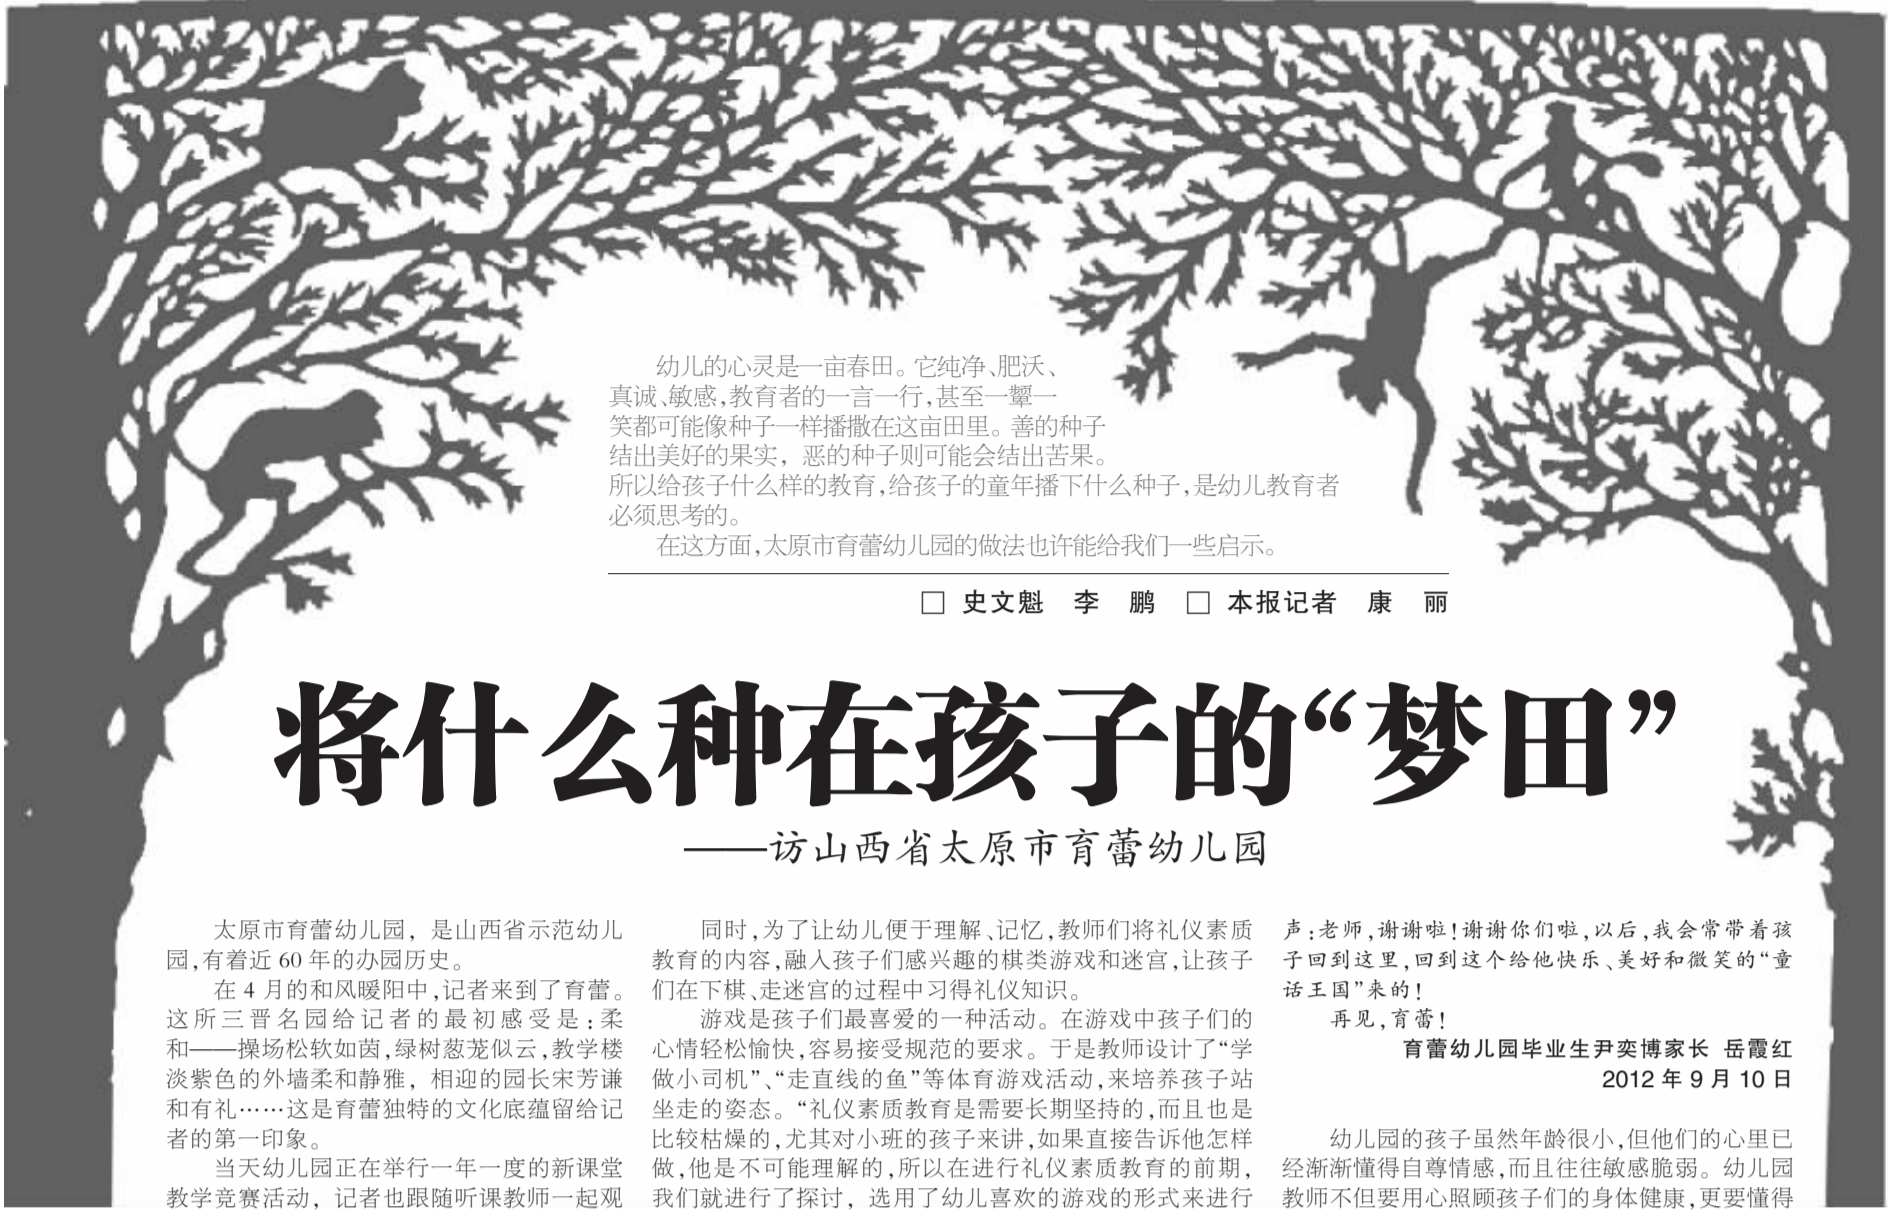 幼儿的心灵是一亩春田。它纯净、肥沃、
真诚、敏感,教育者的一言一行,甚至一颦一
笑都可能像种子一样播撒在这亩田里。善的种子
结出美好的果实，恶的种子则可能会结出苦果。
所以给孩子什么样的教育,给孩子的童年播下什么种子,是幼儿教育者
必须思考的。
在这方面,太原市育蕾幼儿园的做法也许能给我们一些启示。
□ 史文魁 李 鹏 □ 本报记者 康 丽
将什么种在孩子的“梦田”
——访山西省太原市育蕾幼儿园
太原市育蕾幼儿园，是山西省示范幼儿
园,有着近 60 年的办园历史。
在 4 月的和风暖阳中,记者来到了育蕾。
这所三晋名园给记者的最初感受是:柔
和——操场松软如茵,绿树葱茏似云,教学楼
淡紫色的外墙柔和静雅，相迎的园长宋芳谦
和有礼……这是育蕾独特的文化底蕴留给记
者的第一印象。
当天幼儿园正在举行一年一度的新课堂
教学竞赛活动，记者也跟随听课教师一起观
同时,为了让幼儿便于理解、记忆,教师们将礼仪素质
教育的内容,融入孩子们感兴趣的棋类游戏和迷宫,让孩子
们在下棋、走迷宫的过程中习得礼仪知识。
游戏是孩子们最喜爱的一种活动。在游戏中孩子们的
心情轻松愉快,容易接受规范的要求。于是教师设计了“学
做小司机”、“走直线的鱼”等体育游戏活动,来培养孩子站
坐走的姿态。“礼仪素质教育是需要长期坚持的,而且也是
比较枯燥的,尤其对小班的孩子来讲,如果直接告诉他怎样
做,他是不可能理解的,所以在进行礼仪素质教育的前期,
我们就进行了探讨，选用了幼儿喜欢的游戏的形式来进行
声:老师,谢谢啦!谢谢你们啦,以后,我会常带着孩
子回到这里,回到这个给他快乐、美好和微笑的“童
话王国”来的!
再见,育蕾!
育蕾幼儿园毕业生尹奕博家长 岳霞红
2012 年 9 月 10 日
幼儿园的孩子虽然年龄很小,但他们的心里已
经渐渐懂得自尊情感,而且往往敏感脆弱。幼儿园
教师不但要用心照顾孩子们的身体健康,更要懂得